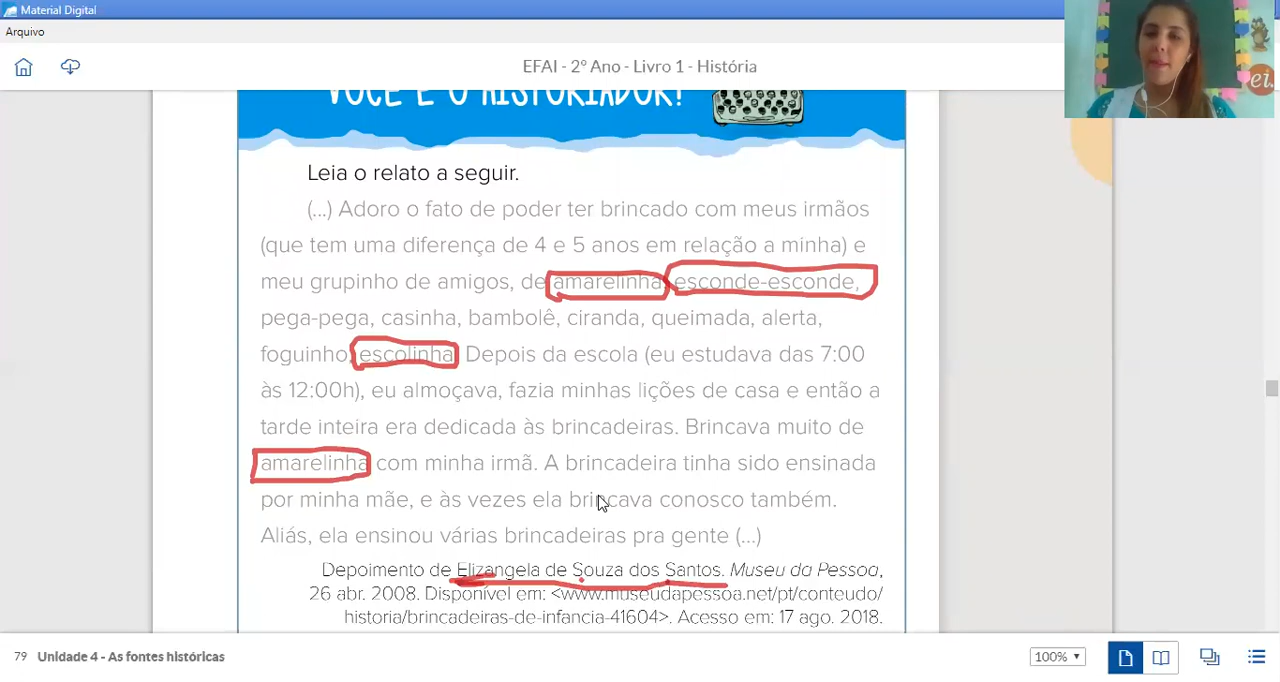 Material Digital
Arquivo
EFAI - 2º Ano - Livro 1 - História
ei.
VOCÊ É O HISTORIADOR!
Leia o relato a seguir.
(...) Adoro o fato de poder ter brincado com meus irmãos
(que tem uma diferença de 4 e 5 anos em relação a minha) e
meu grupinho de amigos, de amarelinha, esconde-esconde,
pega-pega, casinha, bambolê, ciranda, queimada, alerta,
foguinho, escolinha. Depois da escola (eu estudava das 7:00
às 12:00h), eu almoçava, fazia minhas lições de casa e então a
tarde inteira era dedicada às brincadeiras. Brincava muito de
amarelinha com minha irmã. A brincadeira tinha sido ensinada
por minha mãe, e às vezes ela brincava conosco também.
Aliás, ela ensinou várias brincadeiras pra gente (...)
Depoimento de Elizangela de Souza dos Santos. Museu da Pessoa,
26 abr. 2008. Disponível em: <www.museudapessoa.net/pt/conteudo/
historia/brincadeiras-de-infancia-41604>. Acesso em: 17 ago. 2018.
79 Unidade 4 - As fontes históricas
100%